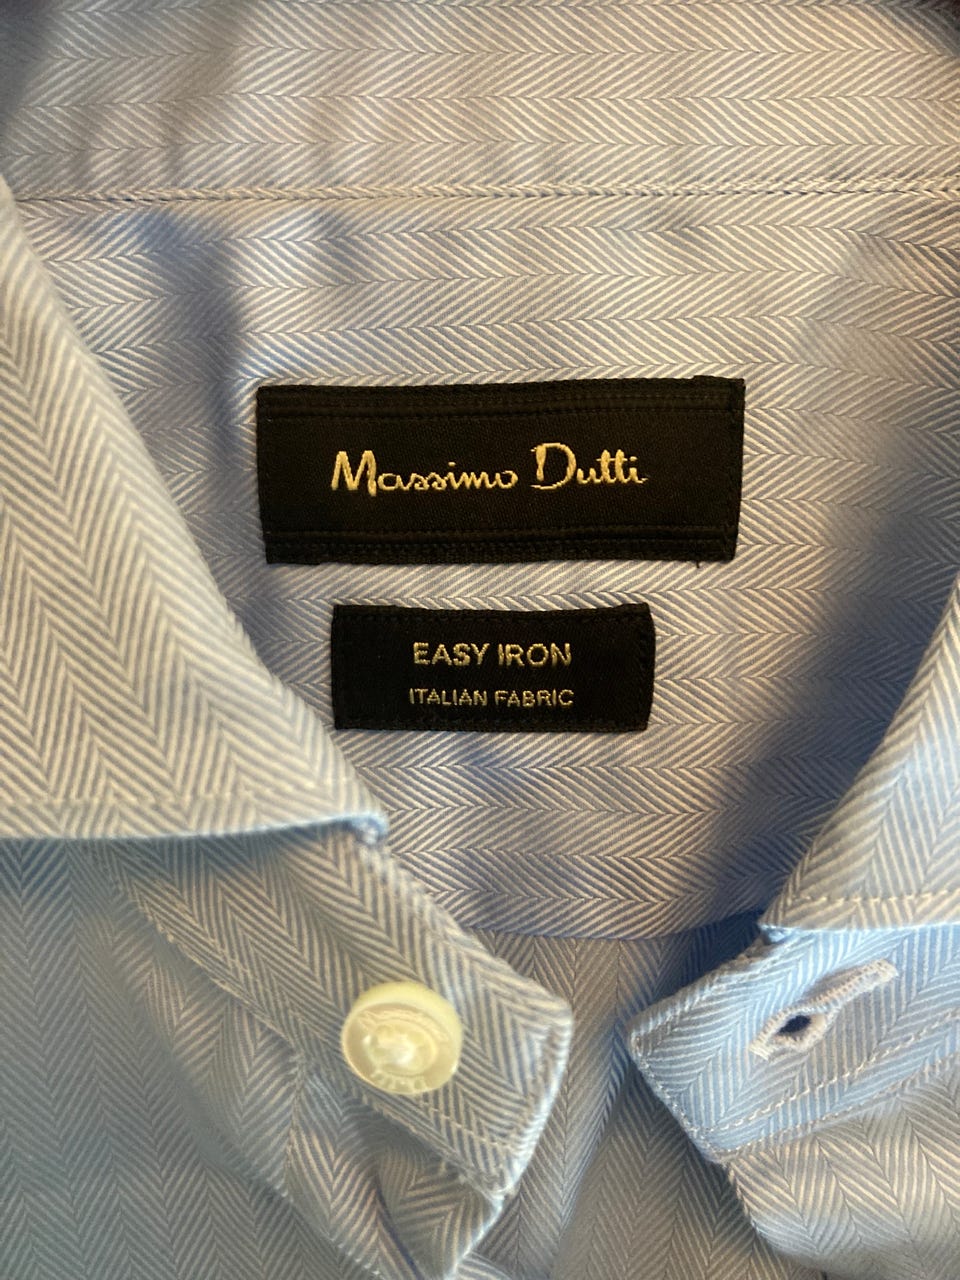 Massimo Dutti
EASY IRON
ITALIAN FABRIC